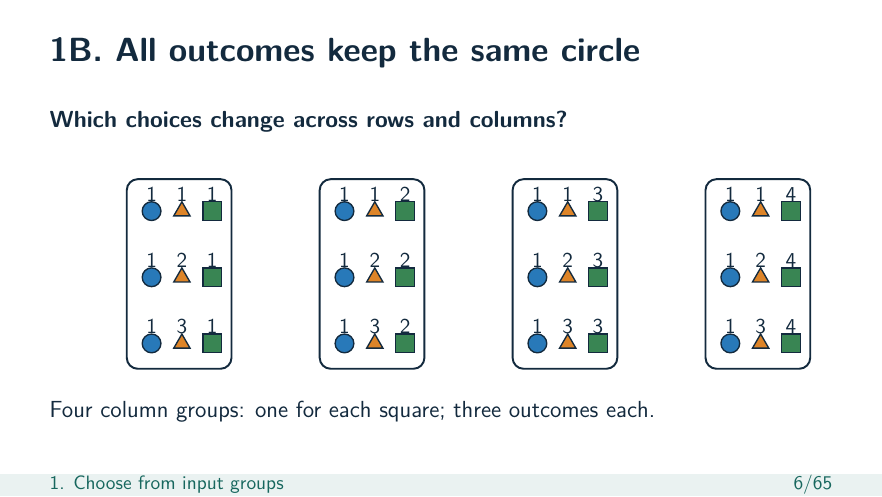 1B. All outcomes keep the same circle
Which choices change across rows and columns?
1 1 1 1 1 2 1 1 3 1 1 4
1 2 1 1 2 2 1 2 3 1 2 4
1 3 1 1 3 2 1 3 3 1 3 4
Four column groups: one for each square; three outcomes each.
1. Choose from input groups 6/65